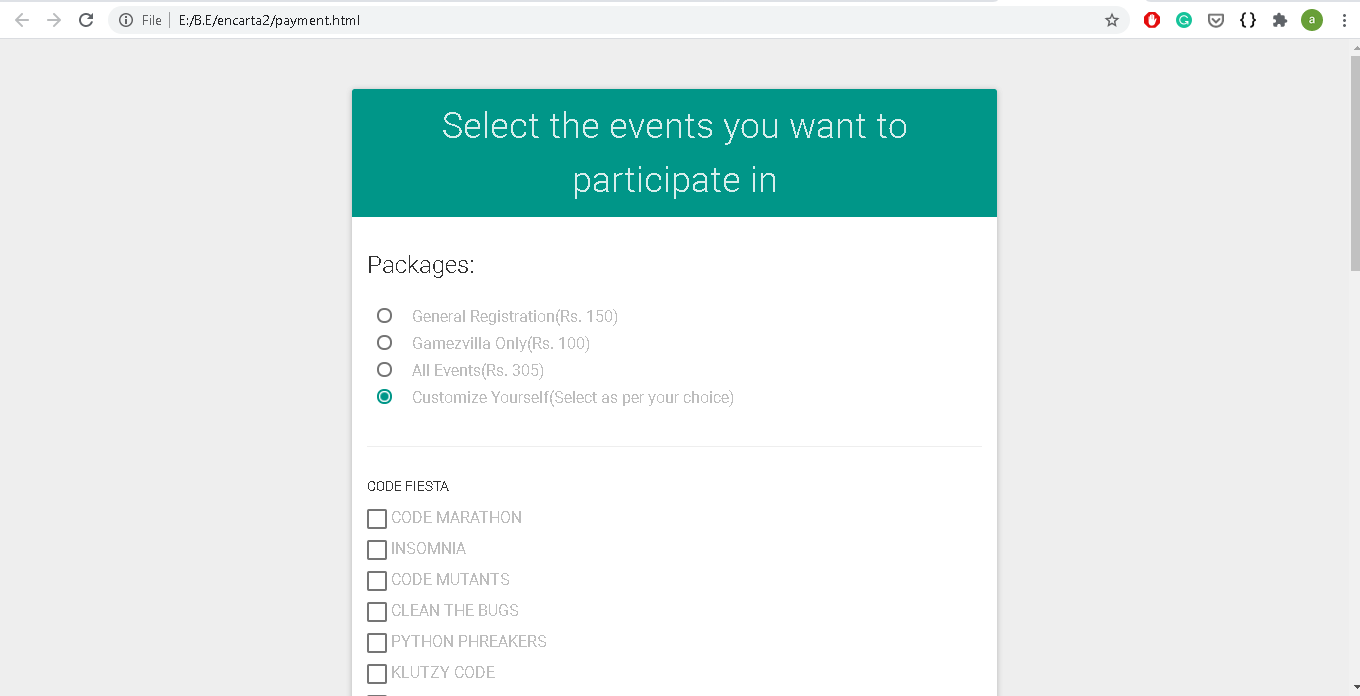 File
E:/B.E/encarta2/payment.html
a
Select the events you want to
participate in
Packages:
General Registration(Rs. 150)
Gamezvilla Only(Rs. 100)
All Events(Rs. 305)
Customize Yourself(Select as per your choice)
CODE FIESTA
CODE MARATHON
INSOMNIA
CODE MUTANTS
CLEAN THE BUGS
PYTHON PHREAKERS
KLUTZY CODE